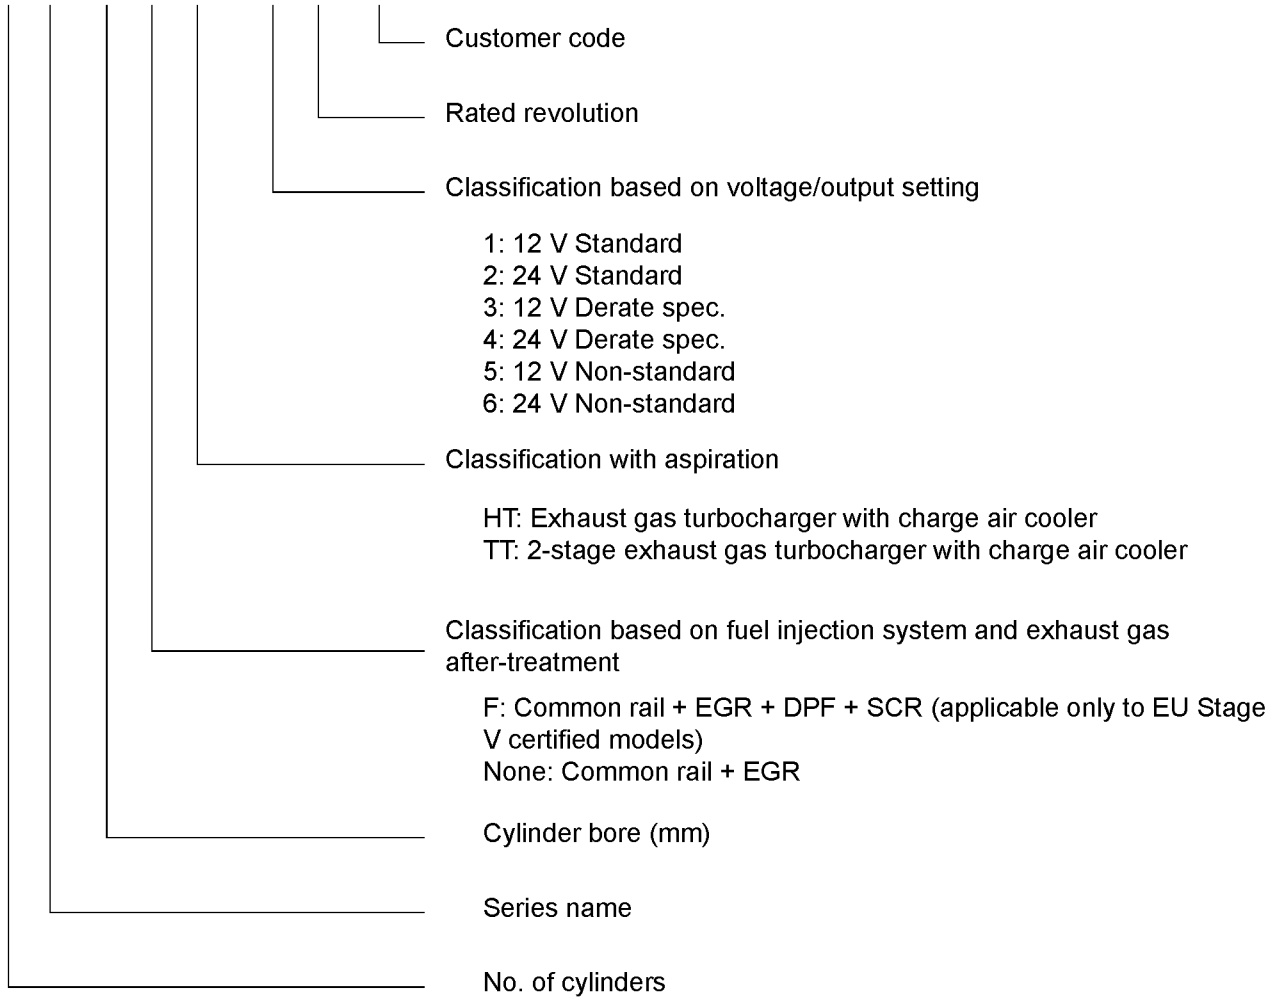 Customer code
Rated revolution
Classification based on voltage/output setting
1: 12 V Standard
2: 24 V Standard
3: 12 V Derate spec.
4: 24 V Derate spec.
5: 12 V Non-standard
6: 24 V Non-standard
Classification with aspiration
HT: Exhaust gas turbocharger with charge air cooler
TT: 2-stage exhaust gas turbocharger with charge air cooler
Classification based on fuel injection system and exhaust gas
after-treatment
F: Common rail + EGR + DPF + SCR (applicable only to EU Stage
V certified models)
None: Common rail + EGR
Cylinder bore (mm)
Series name
No. of cylinders